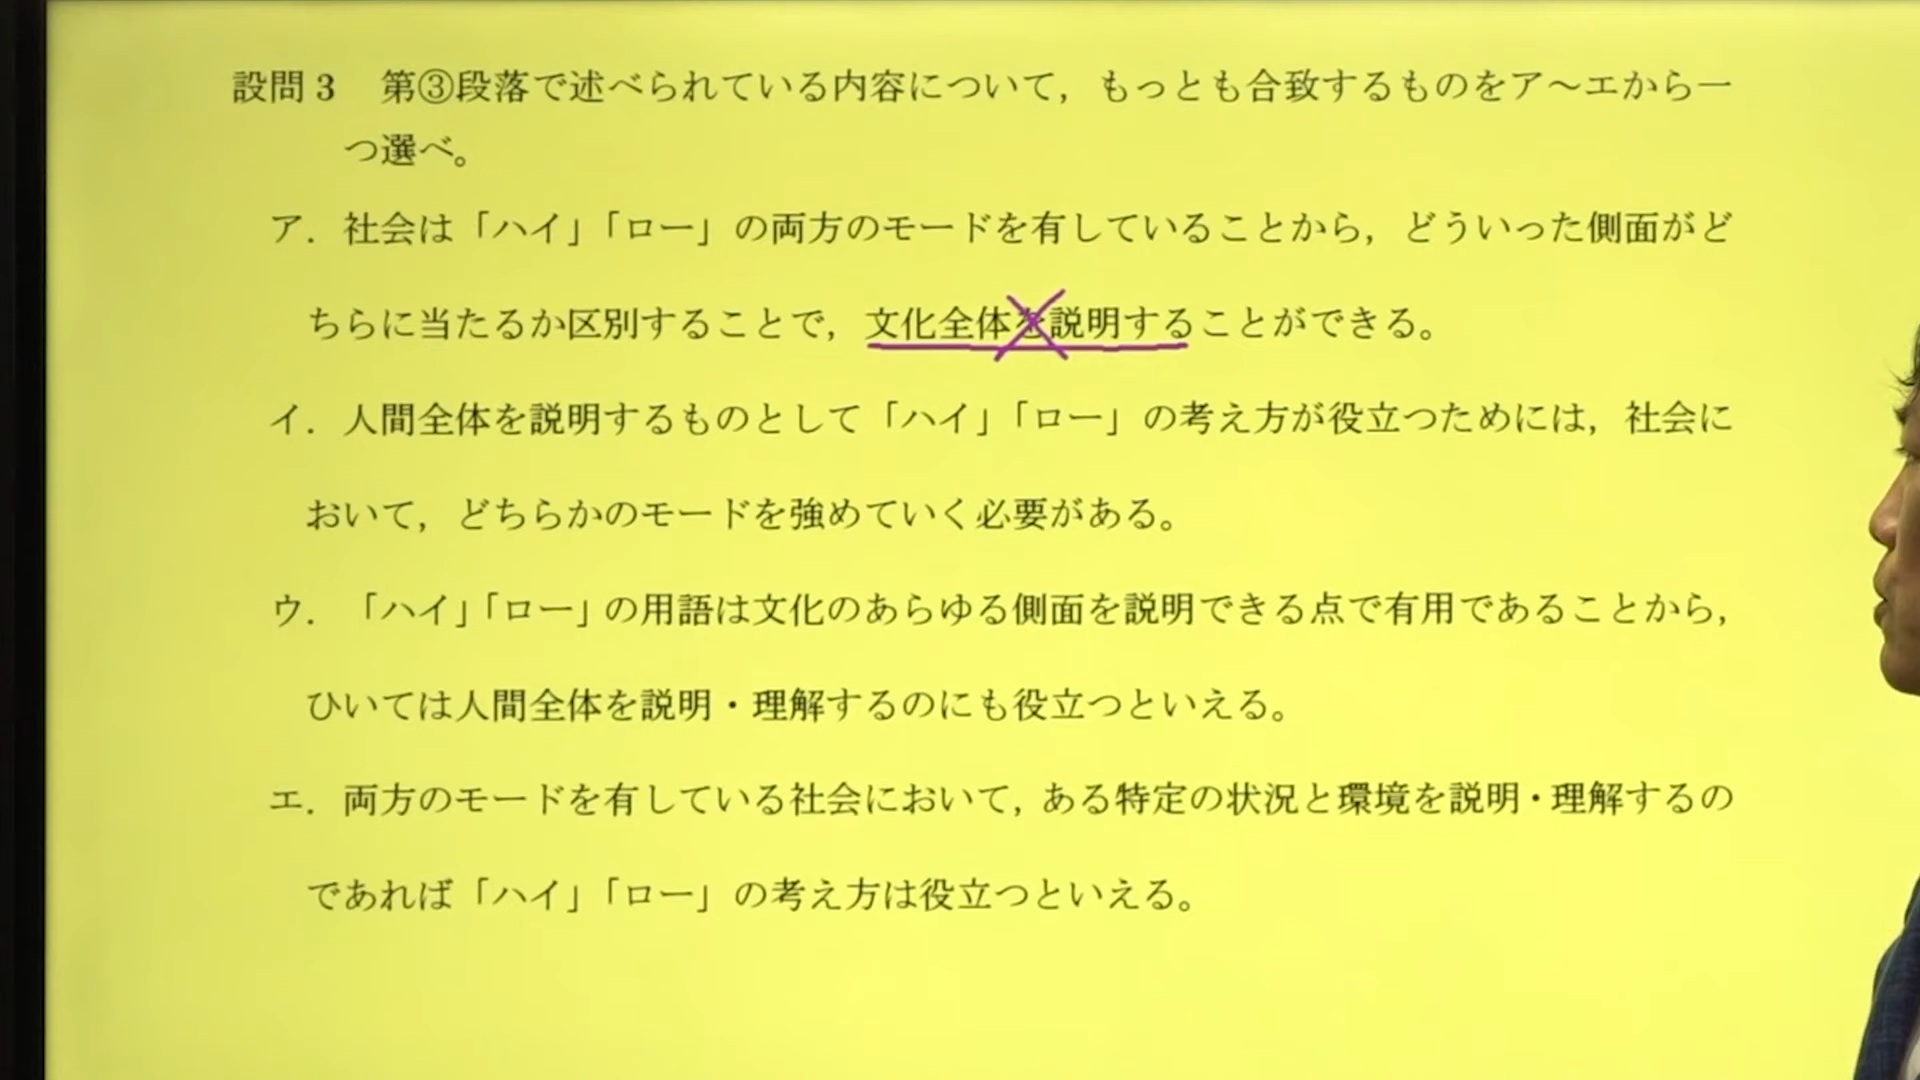 設問3 第③段落で述べられている内容について，もっとも合致するものをア～エから一
つ選べ。
ア．社会は「ハイ」「ロー」の両方のモードを有していることから，どういった側面がど
ちらに当たるか区別することで，文化全体を説明することができる。
イ．人間全体を説明するものとして「ハイ」「ロー」の考え方が役立つためには，社会に
おいて，どちらかのモードを強めていく必要がある。
ウ．「ハイ」「ロー」の用語は文化のあらゆる側面を説明できる点で有用であることから，
ひいては人間全体を説明・理解するのにも役立つといえる。
エ．両方のモードを有している社会において，ある特定の状況と環境を説明・理解するの
であれば「ハイ」「ロー」の考え方は役立つといえる。